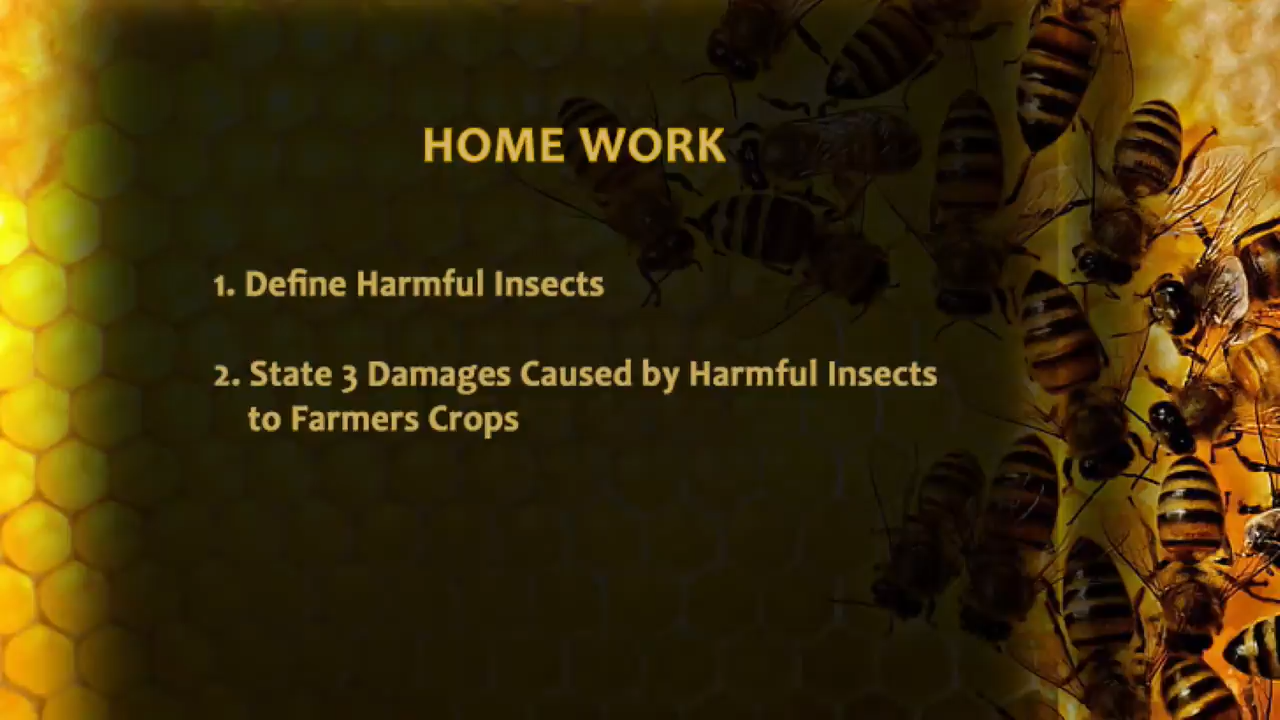 HOME WORK
1. Define Harmful Insects
2. State 3 Damages Caused by Harmful Insects
to Farmers Crops